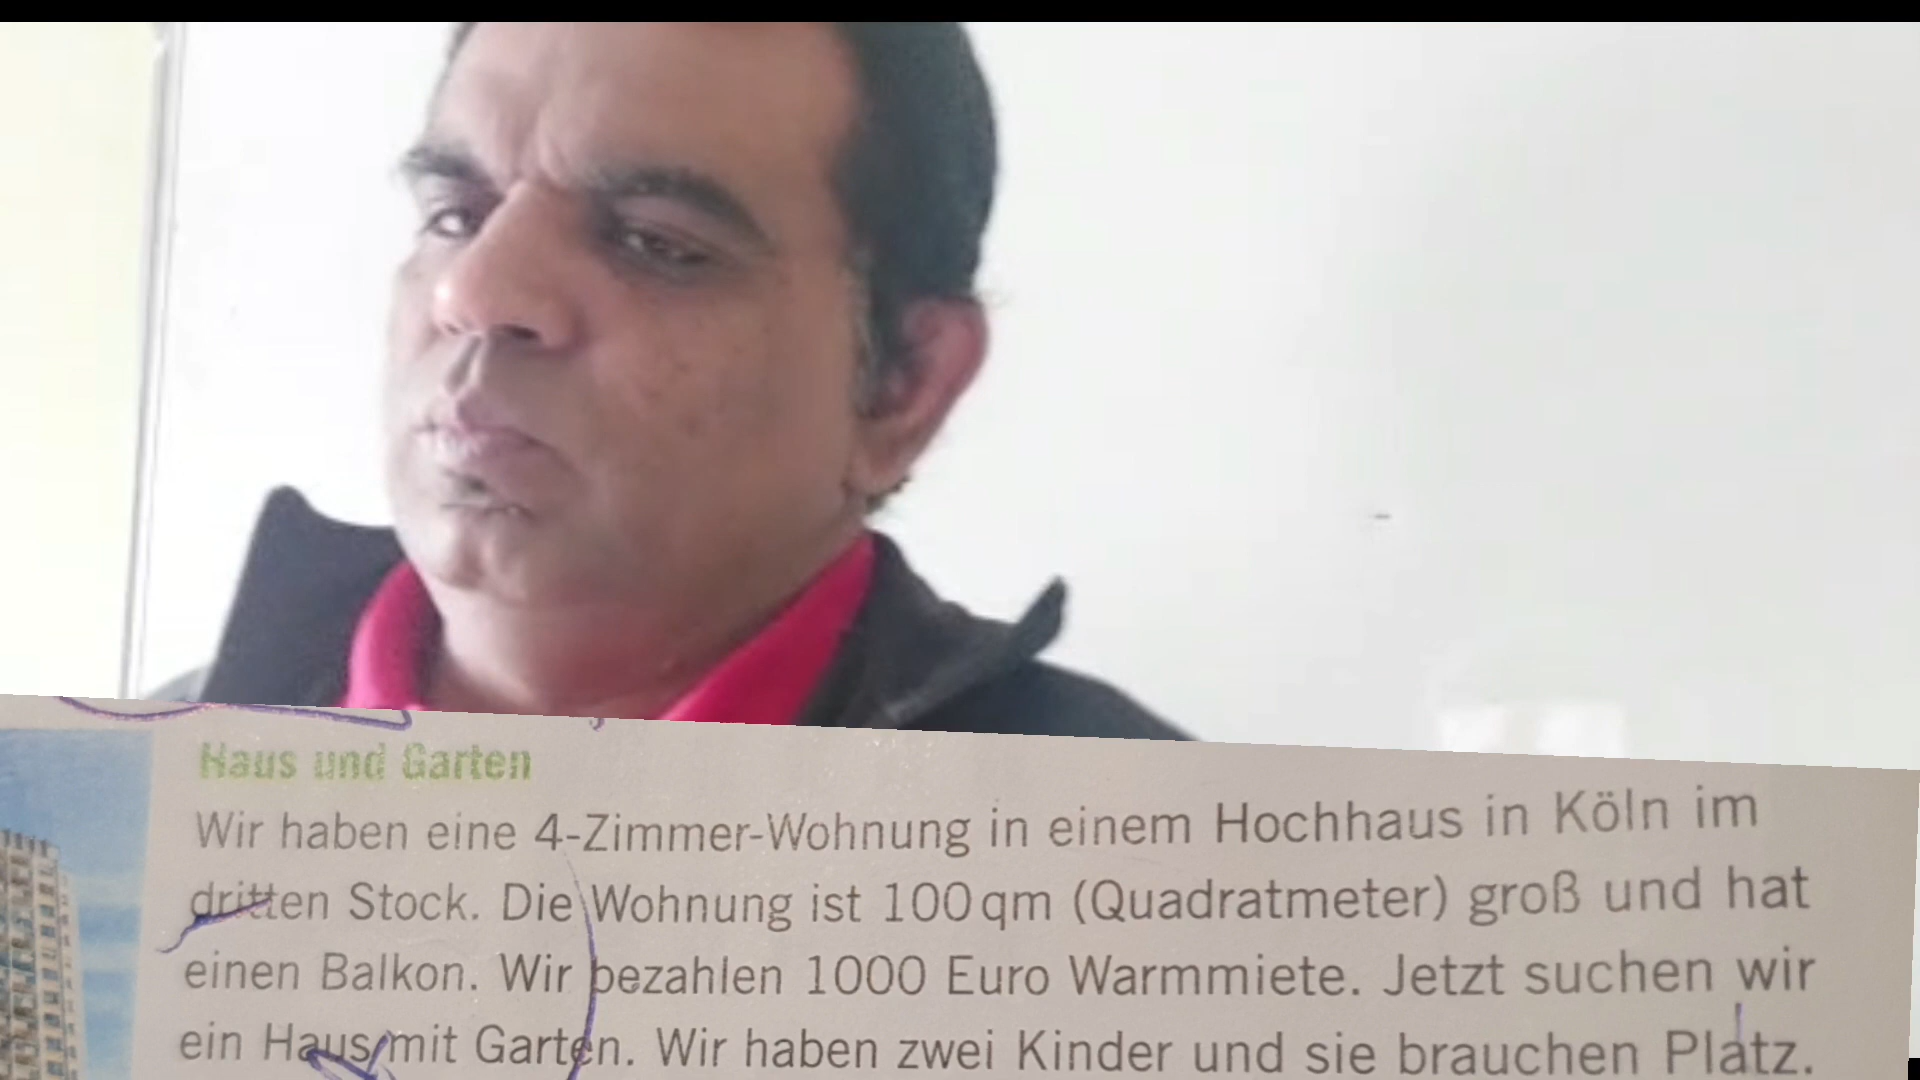 Haus und Garten
Wir haben eine 4-Zimmer-Wohnung in einem Hochhaus in Köln im
dritten Stock. Die Wohnung ist 100 qm (Quadratmeter) groß und hat
einen Balkon. Wir bezahlen 1000 Euro Warmmiete. Jetzt suchen wir
ein Haus mit Garten. Wir haben zwei Kinder und sie brauchen Platz.